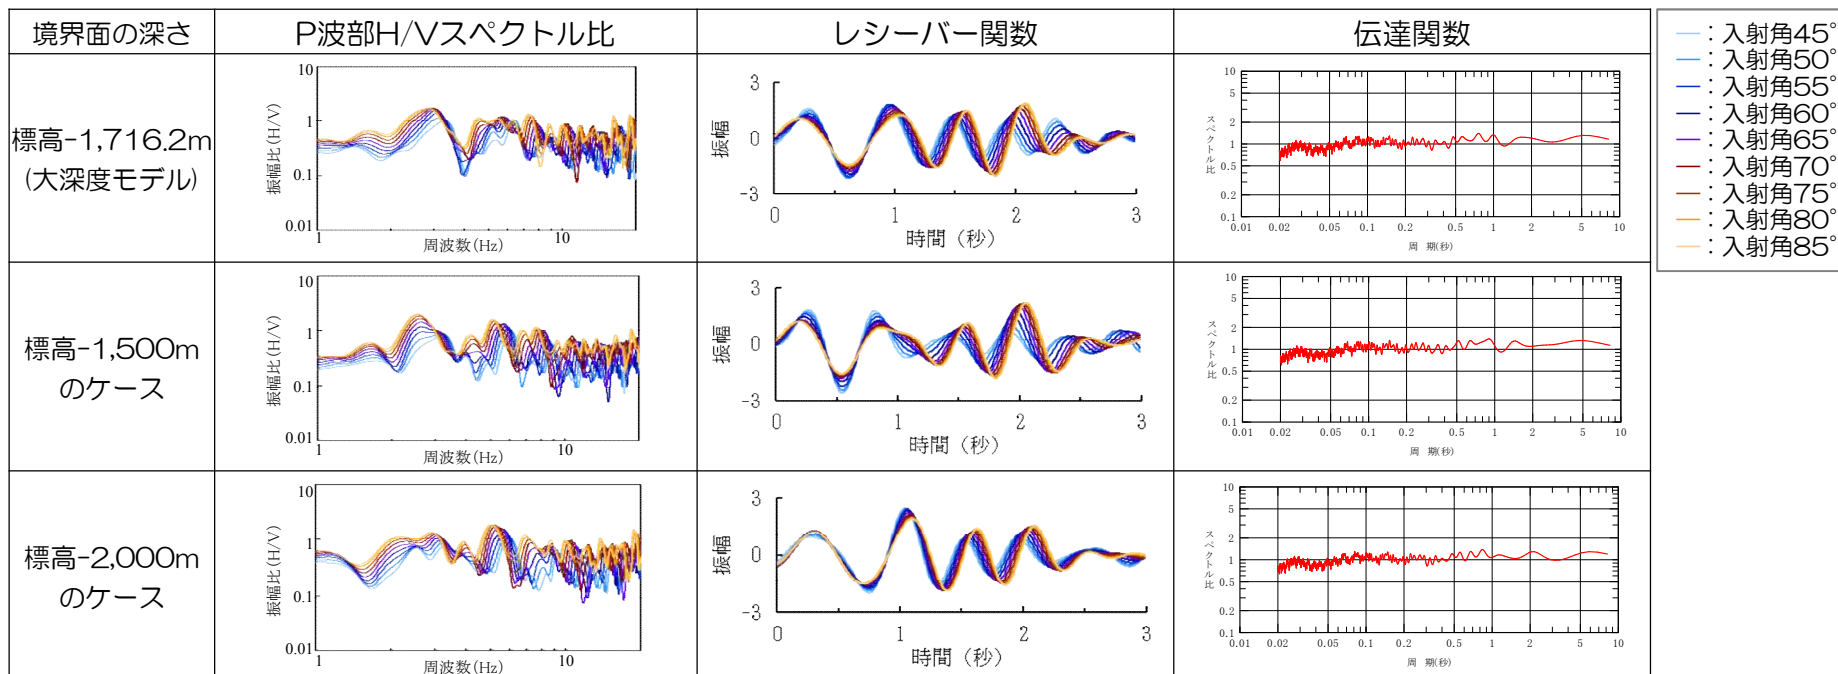 境界面の深さ
P波部H/Vスペクトル比
レシーバー関数
伝達関数
標高-1,716.2m
(大深度モデル)
10
1
0.1
0.01
振幅比(H/V)
1
10
周波数(Hz)
3
0
-3
振幅
0
1
2
3
時間（秒）
10
5
2
1
0.5
0.2
0.1
スペクトル比
0.01
0.02
0.05
0.1
0.2
0.5
1
2
5
10
周 期(秒)
標高-1,500m
のケース
10
1
0.1
0.01
振幅比(H/V)
1
10
周波数(Hz)
3
0
-3
振幅
0
1
2
3
時間（秒）
10
5
2
1
0.5
0.2
0.1
スペクトル比
0.01
0.02
0.05
0.1
0.2
0.5
1
2
5
10
周 期(秒)
標高-2,000m
のケース
10
1
0.1
0.01
振幅比(H/V)
1
10
周波数(Hz)
3
0
-3
振幅
0
1
2
3
時間（秒）
10
5
2
1
0.5
0.2
0.1
スペクトル比
0.01
0.02
0.05
0.1
0.2
0.5
1
2
5
10
周 期(秒)
：入射角45°
：入射角50°
：入射角55°
：入射角60°
：入射角65°
：入射角70°
：入射角75°
：入射角80°
：入射角85°